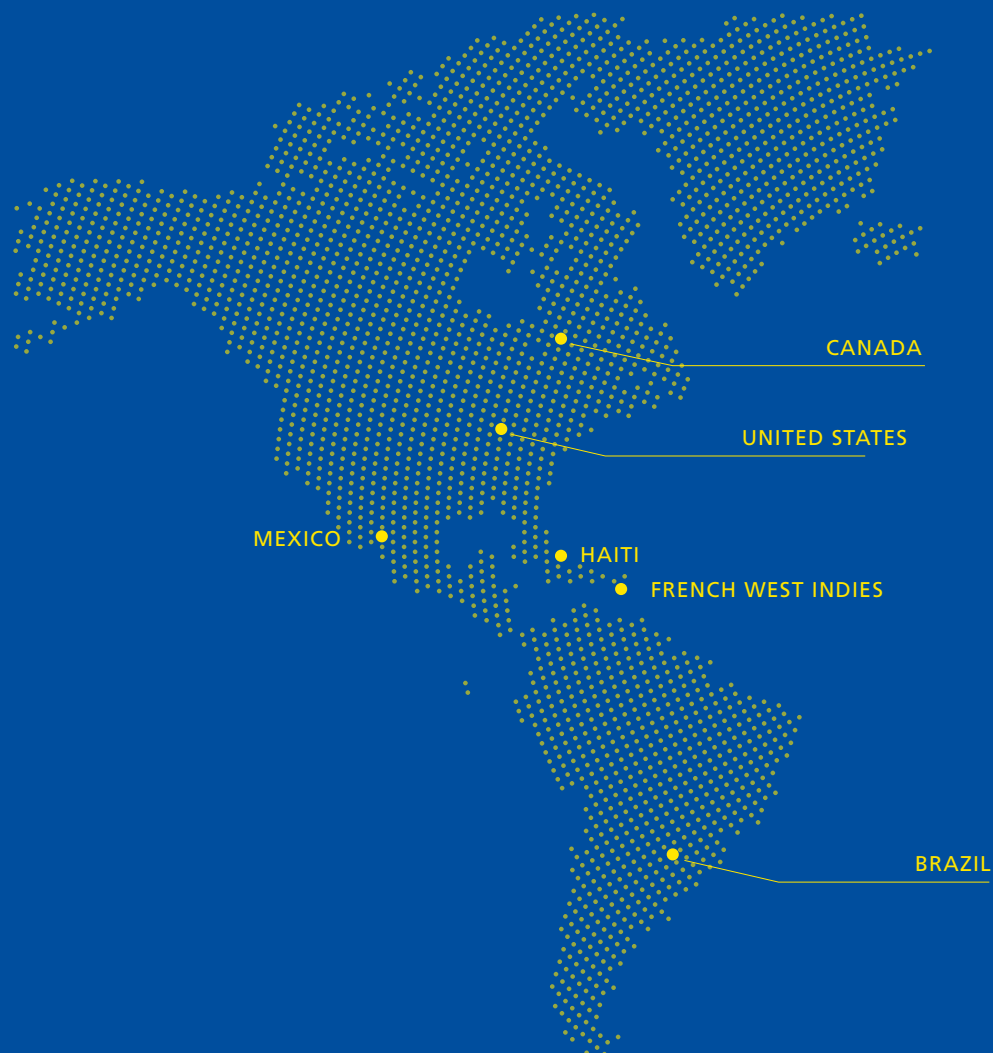 CANADA
UNITED STATES
MEXICO
HAITI
FRENCH WEST INDIES
BRAZIL